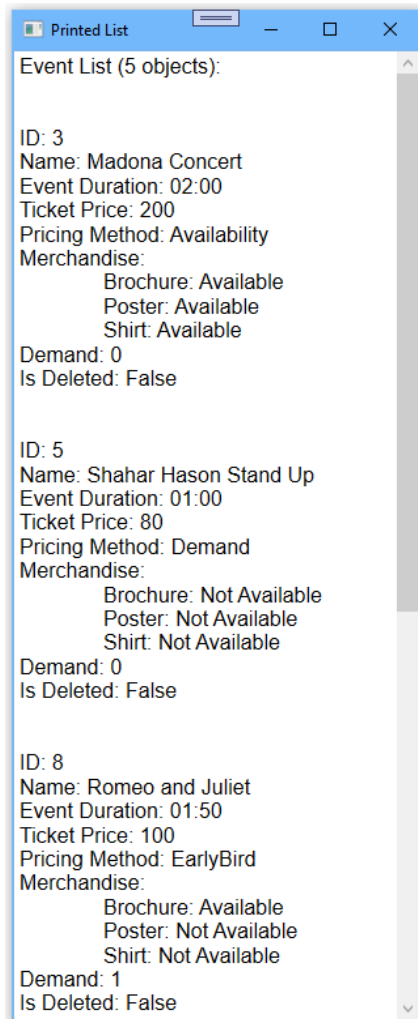 Printed List
Event List (5 objects):
ID: 3
Name: Madona Concert
Event Duration: 02:00
Ticket Price: 200
Pricing Method: Availability
Merchandise:
Brochure: Available
Poster: Available
Shirt: Available
Demand: 0
Is Deleted: False
ID: 5
Name: Shahar Hason Stand Up
Event Duration: 01:00
Ticket Price: 80
Pricing Method: Demand
Merchandise:
Brochure: Not Available
Poster: Not Available
Shirt: Not Available
Demand: 0
Is Deleted: False
ID: 8
Name: Romeo and Juliet
Event Duration: 01:50
Ticket Price: 100
Pricing Method: EarlyBird
Merchandise:
Brochure: Available
Poster: Not Available
Shirt: Not Available
Demand: 1
Is Deleted: False